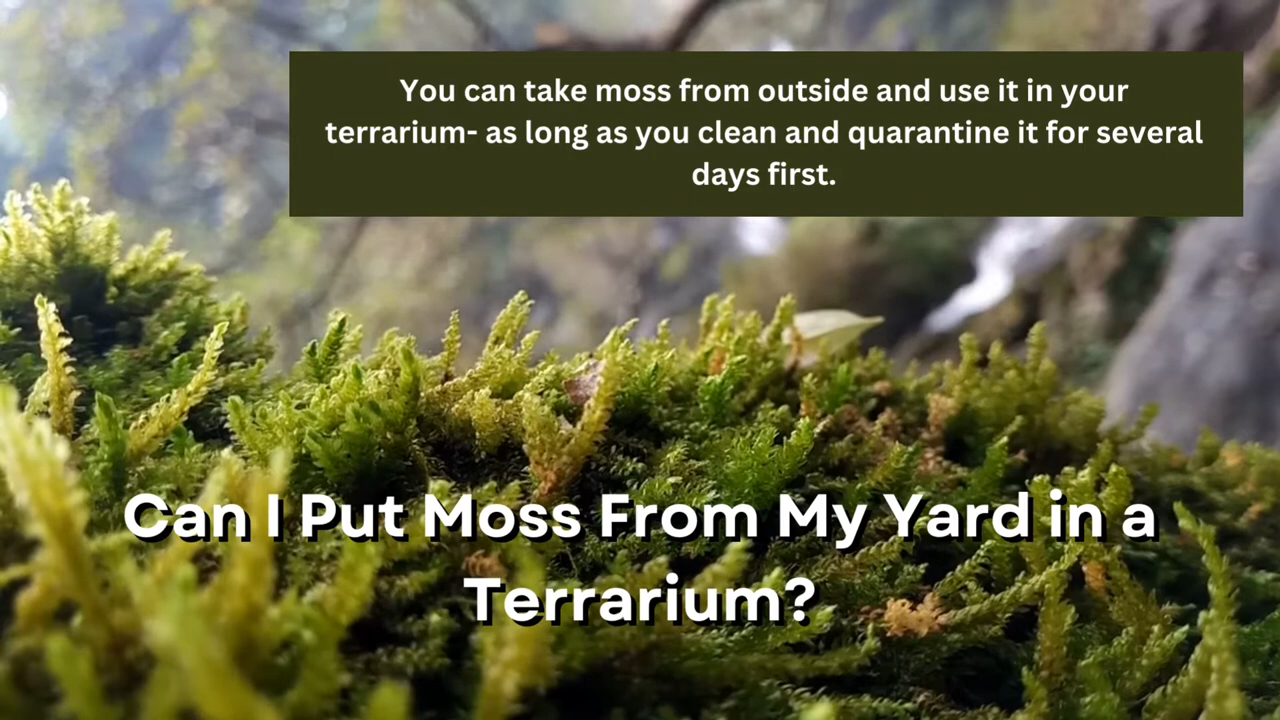 You can take moss from outside and use it in your
terrarium- as long as you clean and quarantine it for several
days first.
Can I Put Moss From My Yard in a
Terrarium?